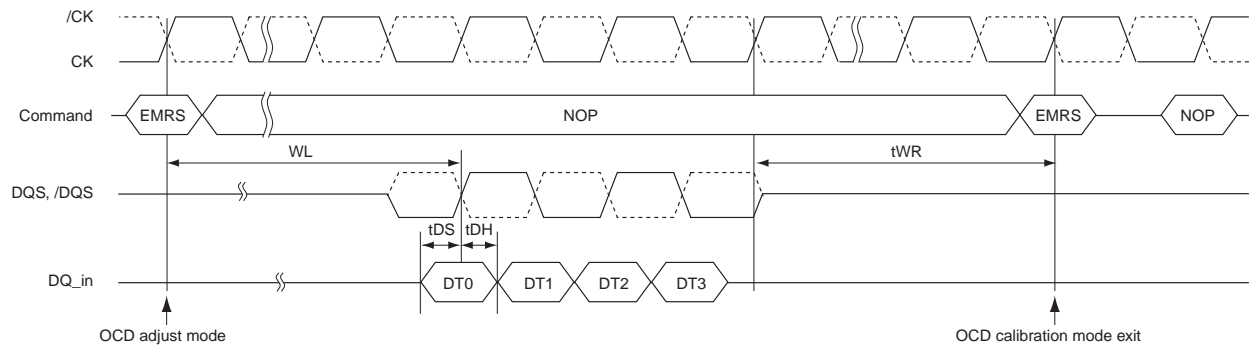 /CK
CK
Command
EMRS
NOP
EMRS
NOP
WL
tWR
DQS, /DQS
tDS
tDH
DQ_in
DT0
DT1
DT2
DT3
OCD adjust mode
OCD calibration mode exit